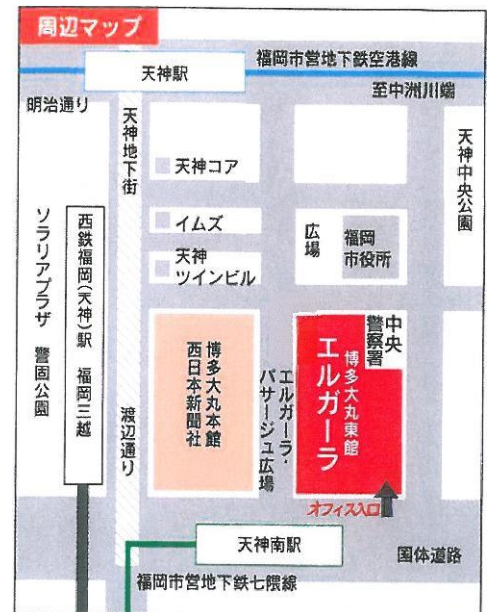 周辺マップ
福岡市営地下鉄空港線
天神駅
至中洲川端
明治通り
天神地下街
天神コア
天神中央公園
イムズ
広場
福岡
市役所
天神
ツインビル
ソラリアプラザ 警固公園
西鉄福岡(天神)駅 福岡三越
中央
警察署
博多大丸本館
西日本新聞社
エルガーラ・
パサージュ広場
博多大丸東館
エルガーラ
渡辺通り
オフィス入口
天神南駅
国体道路
福岡市営地下鉄七隈線